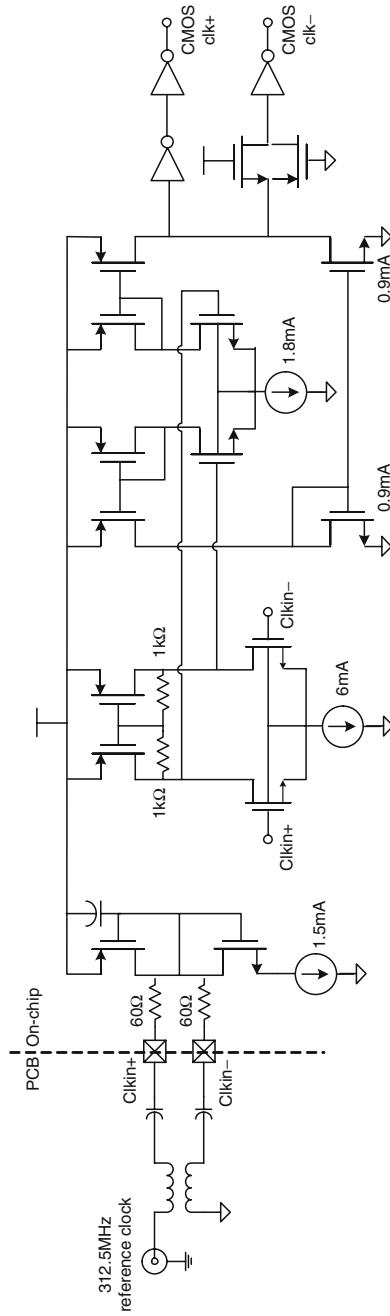 312.5MHz
reference clock
PCB
On-chip
Clkin+
Clkin−
60Ω
60Ω
1.5mA
1kΩ
1kΩ
Clkin+
Clkin−
6mA
1.8mA
0.9mA
0.9mA
CMOS
clk+
CMOS
clk−